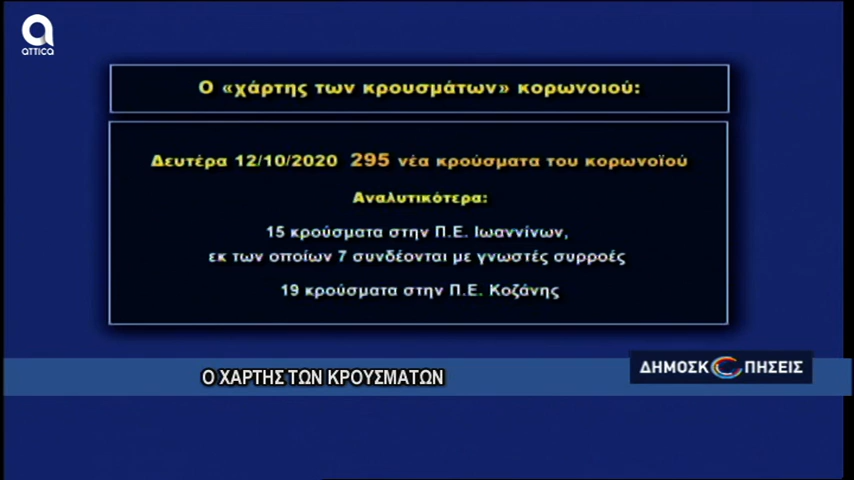 αττιcα
Ο «χάρτης των κρουσμάτων» κορωνοιού:
Δευτέρα 12/10/2020 295 νέα κρούσματα του κορωνοϊού
Αναλυτικότερα:
15 κρούσματα στην Π.Ε. Ιωαννίνων,
εκ των οποίων 7 συνδέονται με γνωστές συρροές
19 κρούσματα στην Π.Ε. Κοζάνης
ΔΗΜΟΣΚΟΠΗΣΕΙΣ
Ο ΧΑΡΤΗΣ ΤΩΝ ΚΡΟΥΣΜΑΤΩΝ